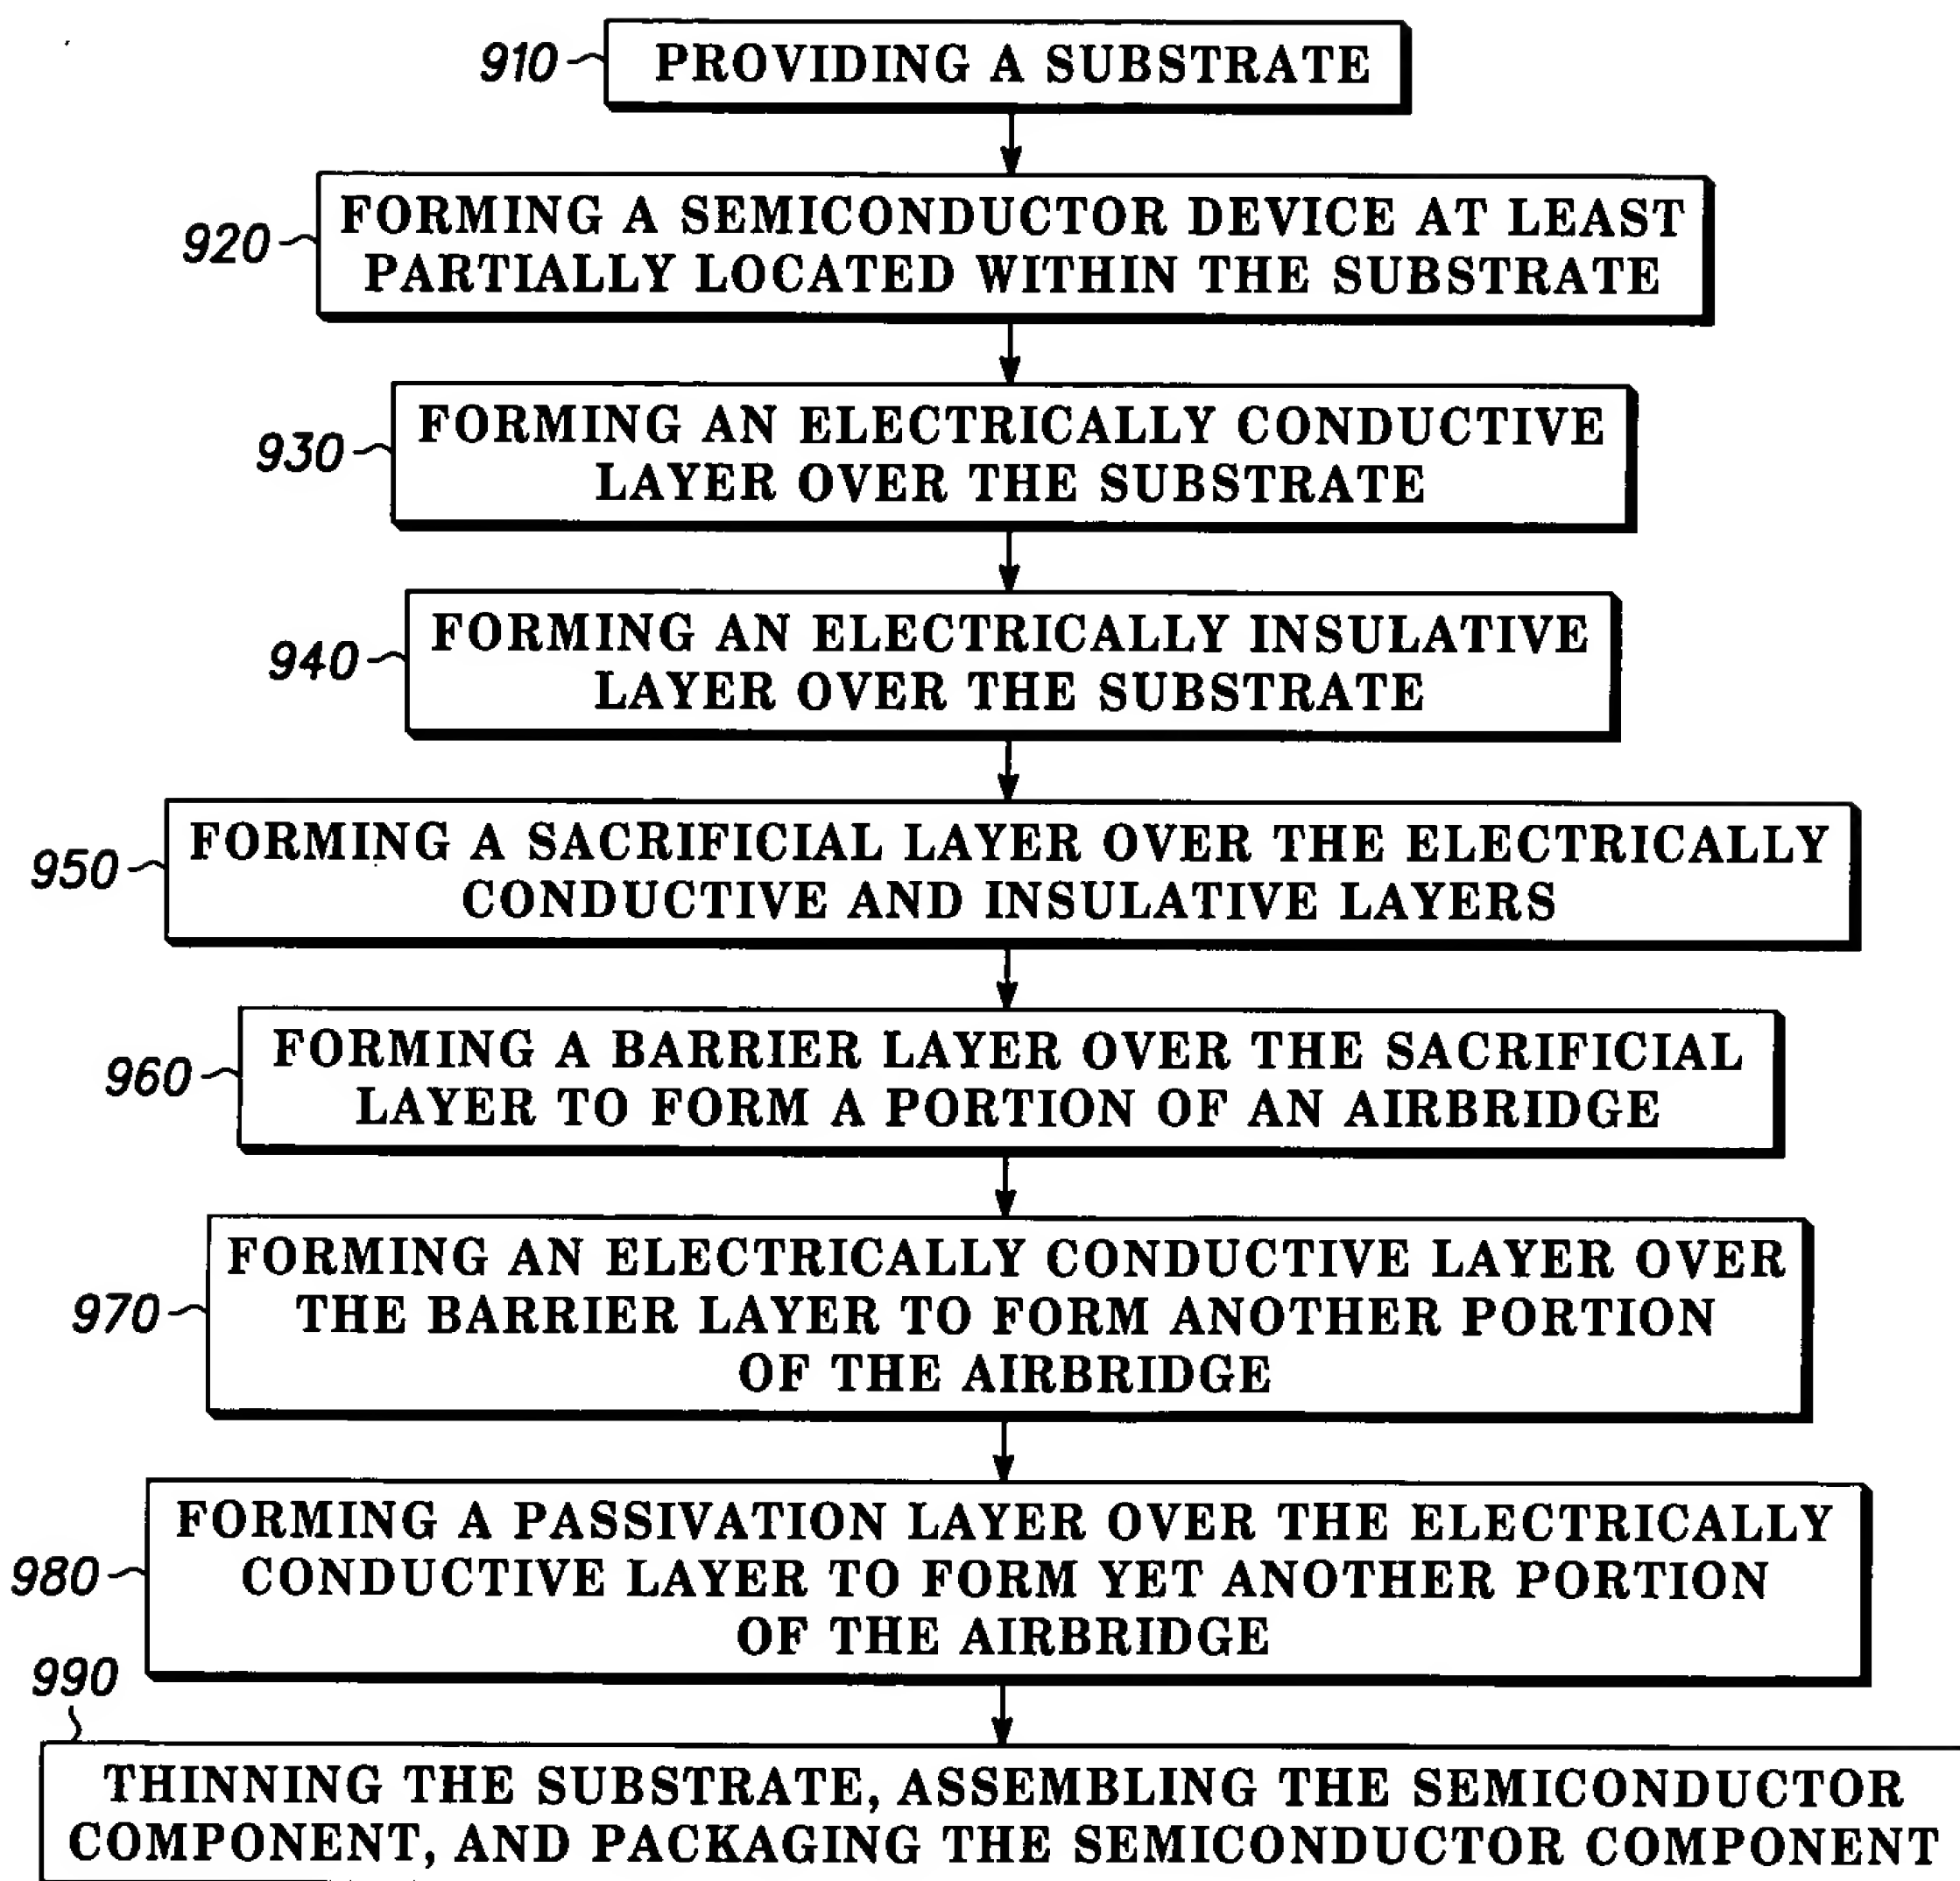 910 PROVIDING A SUBSTRATE
920 FORMING A SEMICONDUCTOR DEVICE AT LEAST
PARTIALLY LOCATED WITHIN THE SUBSTRATE
930 FORMING AN ELECTRICALLY CONDUCTIVE
LAYER OVER THE SUBSTRATE
940 FORMING AN ELECTRICALLY INSULATIVE
LAYER OVER THE SUBSTRATE
950 FORMING A SACRIFICIAL LAYER OVER THE ELECTRICALLY
CONDUCTIVE AND INSULATIVE LAYERS
960 FORMING A BARRIER LAYER OVER THE SACRIFICIAL
LAYER TO FORM A PORTION OF AN AIRBRIDGE
970 FORMING AN ELECTRICALLY CONDUCTIVE LAYER OVER
THE BARRIER LAYER TO FORM ANOTHER PORTION
OF THE AIRBRIDGE
980 FORMING A PASSIVATION LAYER OVER THE ELECTRICALLY
CONDUCTIVE LAYER TO FORM YET ANOTHER PORTION
OF THE AIRBRIDGE
990
THINNING THE SUBSTRATE, ASSEMBLING THE SEMICONDUCTOR
COMPONENT, AND PACKAGING THE SEMICONDUCTOR COMPONENT